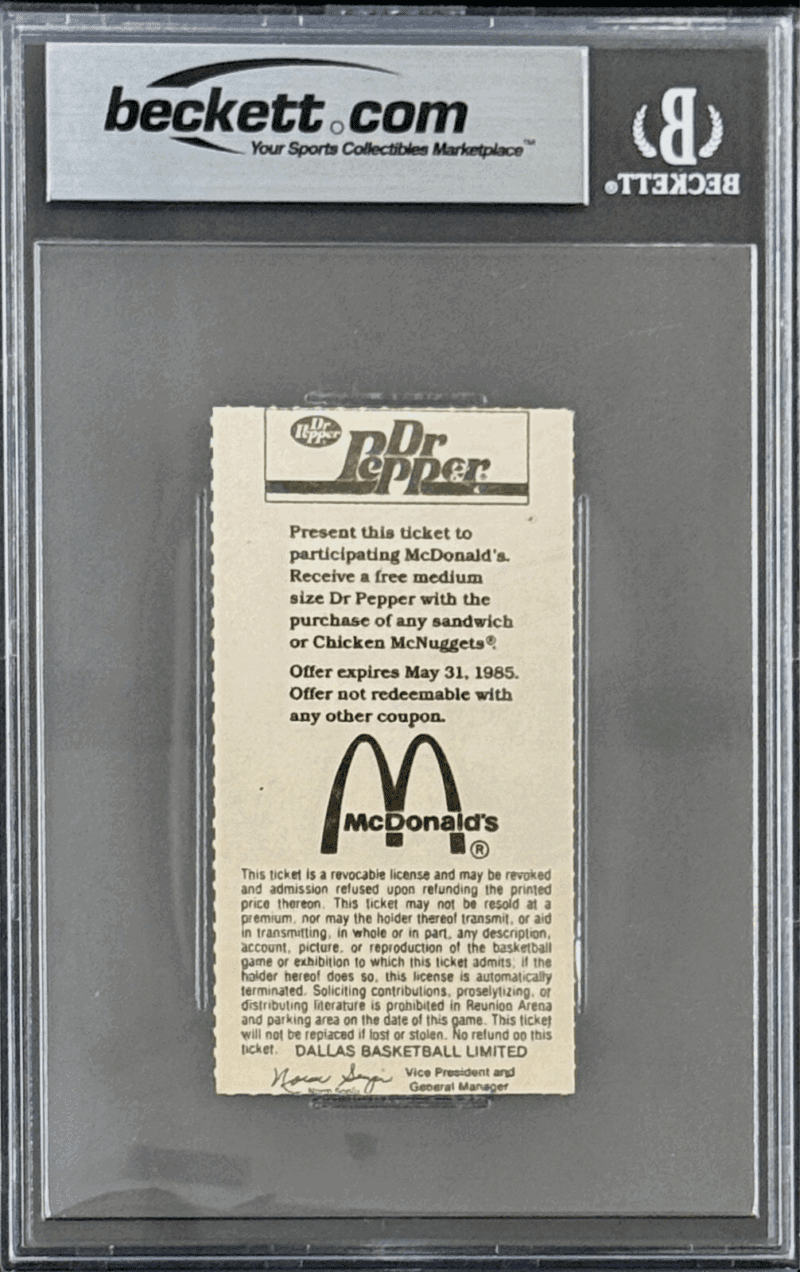 beckett.com
Your Sports Collectibles Marketplace™
B
BECKETT®
Dr
Pepper
Dr
Pepper
Present this ticket to
participating McDonald's.
Receive a free medium
size Dr Pepper with the
purchase of any sandwich
or Chicken McNuggets®.
Offer expires May 31, 1985.
Offer not redeemable with
any other coupon.
McDonald's
®
This ticket is a revocable license and may be revoked
and admission refused upon refunding the printed
price thereon. This ticket may not be resold at a
premium, nor may the holder thereof transmit, or aid
in transmitting, in whole or in part, any description,
account, picture, or reproduction of the basketball
game or exhibition to which this ticket admits; if the
holder hereof does so, this license is automatically
terminated. Soliciting contributions, proselytizing, or
distributing literature is prohibited in Reunion Arena
and parking area on the date of this game. This ticket
will not be replaced if lost or stolen. No refund on this
ticket. DALLAS BASKETBALL LIMITED
Vice President and
General Manager